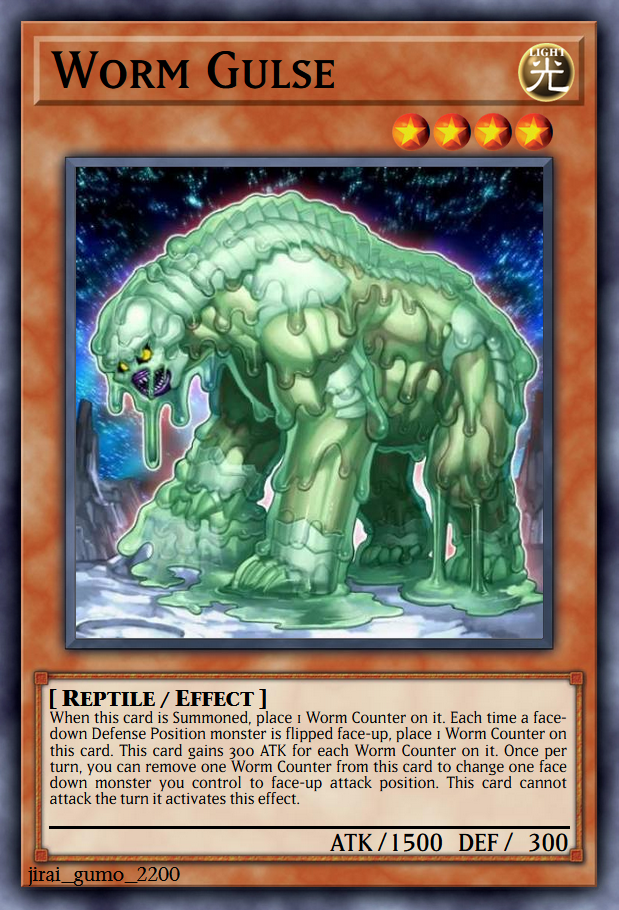 Worm Gulse
LIGHT
光
[ Reptile / Effect ]
When this card is Summoned, place 1 Worm Counter on it. Each time a face-
down Defense Position monster is flipped face-up, place 1 Worm Counter on
this card. This card gains 300 ATK for each Worm Counter on it. Once per
turn, you can remove one Worm Counter from this card to change one face
down monster you control to face-up attack position. This card cannot
attack the turn it activates this effect.
ATK/1500 DEF/ 300
jirai_gumo_2200